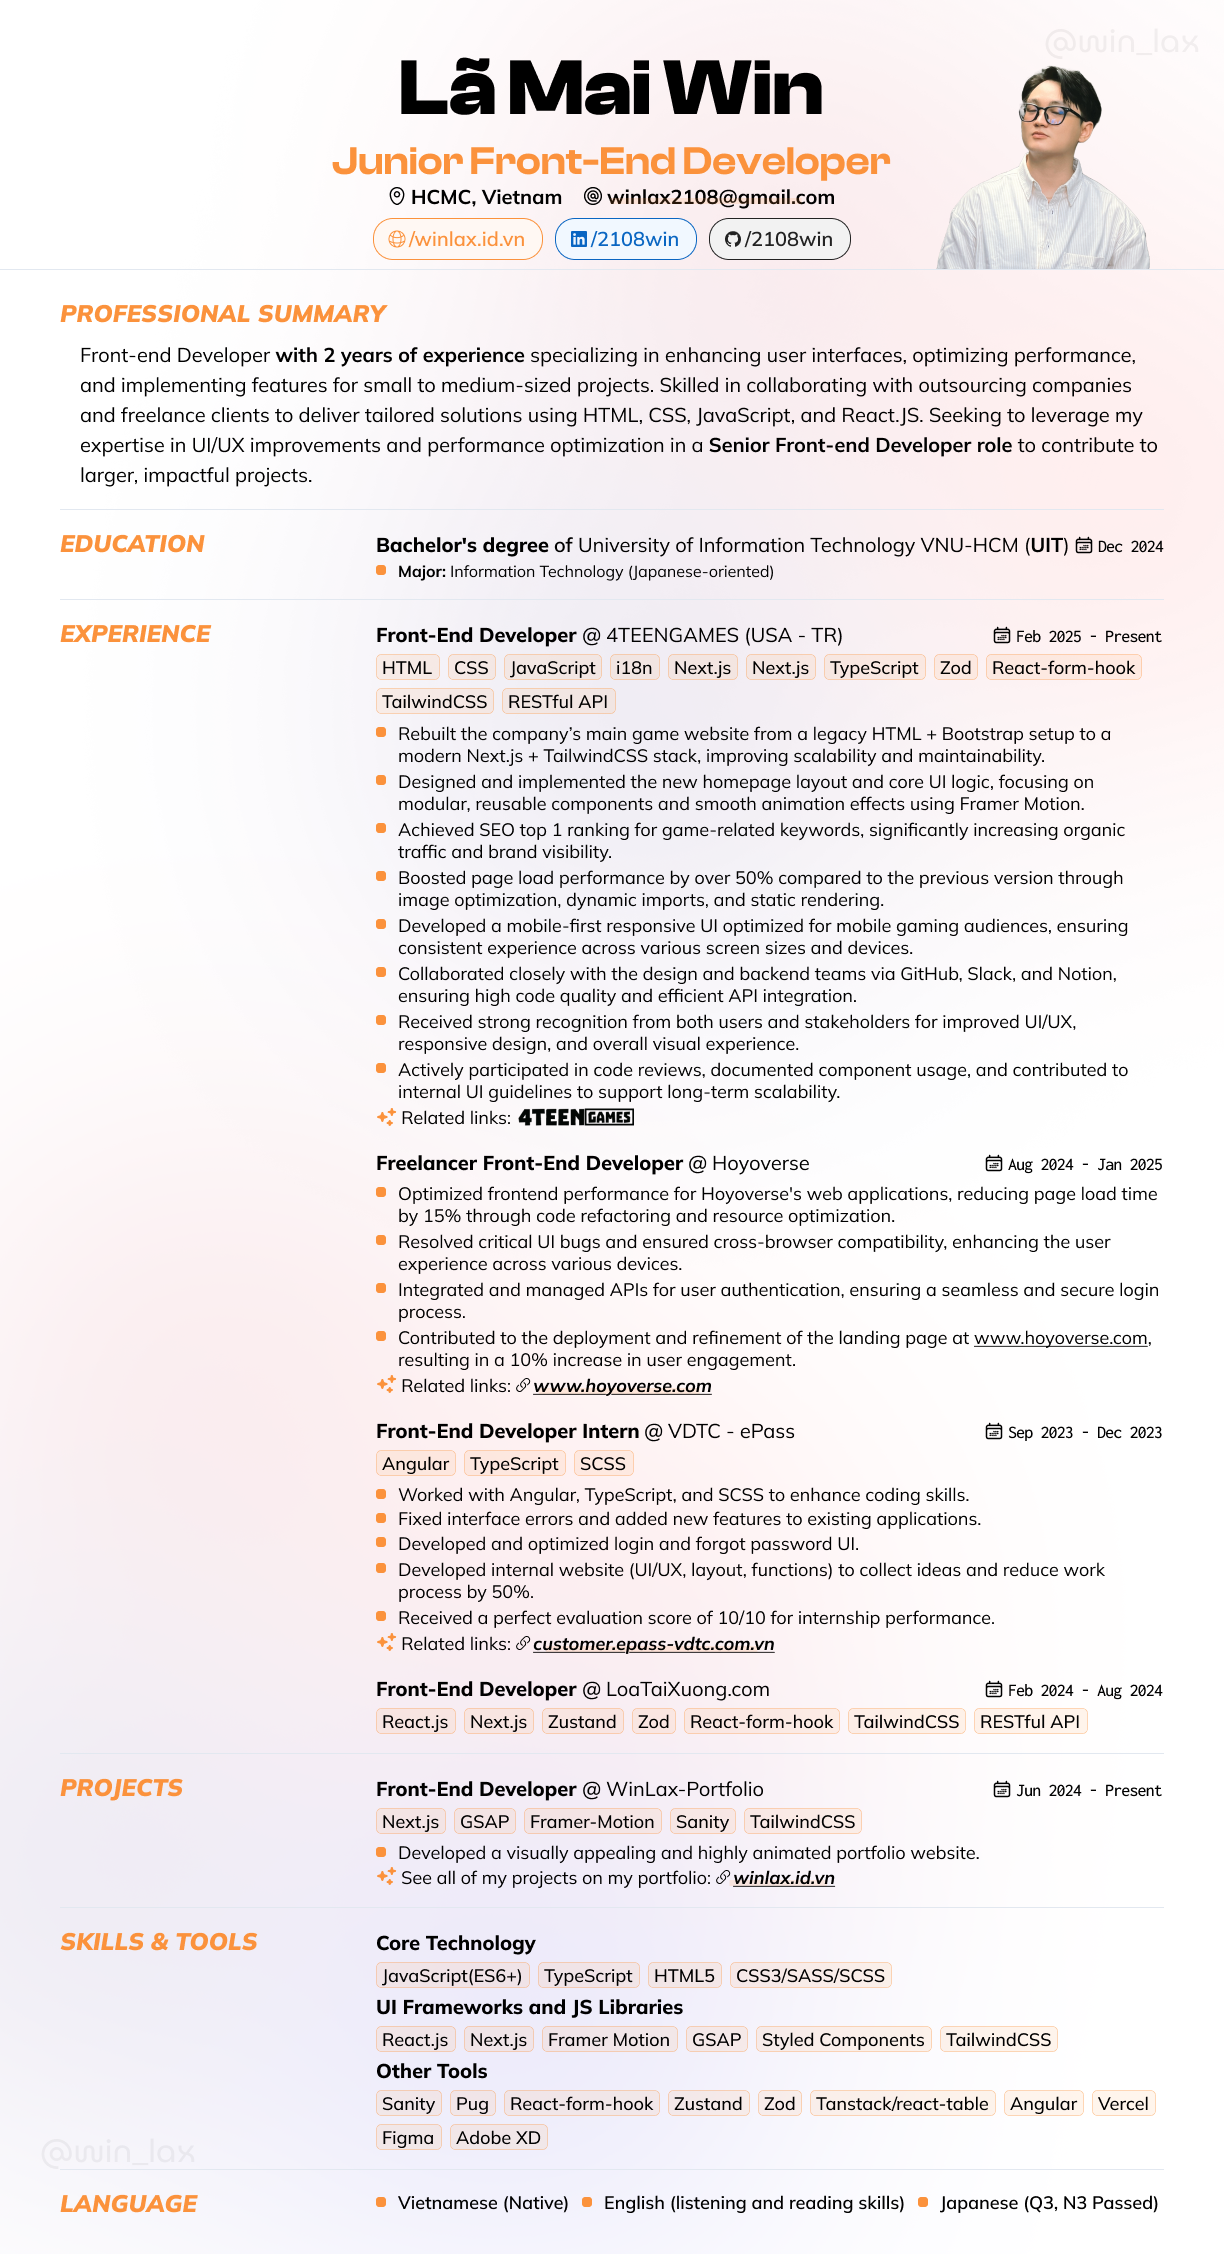 @win_lax
Lã Mai Win
Junior Front-End Developer
HCMC, Vietnam winlax2108@gmail.com
/winlax.id.vn /2108win /2108win
PROFESSIONAL SUMMARY
Front-end Developer with 2 years of experience specializing in enhancing user interfaces, optimizing performance,
and implementing features for small to medium-sized projects. Skilled in collaborating with outsourcing companies
and freelance clients to deliver tailored solutions using HTML, CSS, JavaScript, and React.JS. Seeking to leverage my
expertise in UI/UX improvements and performance optimization in a Senior Front-end Developer role to contribute to
larger, impactful projects.
EDUCATION
Bachelor's degree of University of Information Technology VNU-HCM (UIT) Dec 2024
Major: Information Technology (Japanese-oriented)
EXPERIENCE
Front-End Developer @ 4TEENGAMES (USA - TR) Feb 2025 - Present
HTML CSS JavaScript i18n Next.js Next.js TypeScript Zod React-form-hook
TailwindCSS RESTful API
Rebuilt the company’s main game website from a legacy HTML + Bootstrap setup to a
modern Next.js + TailwindCSS stack, improving scalability and maintainability.
Designed and implemented the new homepage layout and core UI logic, focusing on
modular, reusable components and smooth animation effects using Framer Motion.
Achieved SEO top 1 ranking for game-related keywords, significantly increasing organic
traffic and brand visibility.
Boosted page load performance by over 50% compared to the previous version through
image optimization, dynamic imports, and static rendering.
Developed a mobile-first responsive UI optimized for mobile gaming audiences, ensuring
consistent experience across various screen sizes and devices.
Collaborated closely with the design and backend teams via GitHub, Slack, and Notion,
ensuring high code quality and efficient API integration.
Received strong recognition from both users and stakeholders for improved UI/UX,
responsive design, and overall visual experience.
Actively participated in code reviews, documented component usage, and contributed to
internal UI guidelines to support long-term scalability.
Related links: 4TEEN GAMES
Freelancer Front-End Developer @ Hoyoverse Aug 2024 - Jan 2025
Optimized frontend performance for Hoyoverse's web applications, reducing page load time
by 15% through code refactoring and resource optimization.
Resolved critical UI bugs and ensured cross-browser compatibility, enhancing the user
experience across various devices.
Integrated and managed APIs for user authentication, ensuring a seamless and secure login
process.
Contributed to the deployment and refinement of the landing page at www.hoyoverse.com,
resulting in a 10% increase in user engagement.
Related links: www.hoyoverse.com
Front-End Developer Intern @ VDTC - ePass Sep 2023 - Dec 2023
Angular TypeScript SCSS
Worked with Angular, TypeScript, and SCSS to enhance coding skills.
Fixed interface errors and added new features to existing applications.
Developed and optimized login and forgot password UI.
Developed internal website (UI/UX, layout, functions) to collect ideas and reduce work
process by 50%.
Received a perfect evaluation score of 10/10 for internship performance.
Related links: customer.epass-vdtc.com.vn
Front-End Developer @ LoaTaiXuong.com Feb 2024 - Aug 2024
React.js Next.js Zustand Zod React-form-hook TailwindCSS RESTful API
PROJECTS
Front-End Developer @ WinLax-Portfolio Jun 2024 - Present
Next.js GSAP Framer-Motion Sanity TailwindCSS
Developed a visually appealing and highly animated portfolio website.
See all of my projects on my portfolio: winlax.id.vn
SKILLS & TOOLS
Core Technology
JavaScript(ES6+) TypeScript HTML5 CSS3/SASS/SCSS
UI Frameworks and JS Libraries
React.js Next.js Framer Motion GSAP Styled Components TailwindCSS
Other Tools
Sanity Pug React-form-hook Zustand Zod Tanstack/react-table Angular Vercel
Figma Adobe XD
@win_lax
LANGUAGE
Vietnamese (Native) English (listening and reading skills) Japanese (Q3, N3 Passed)